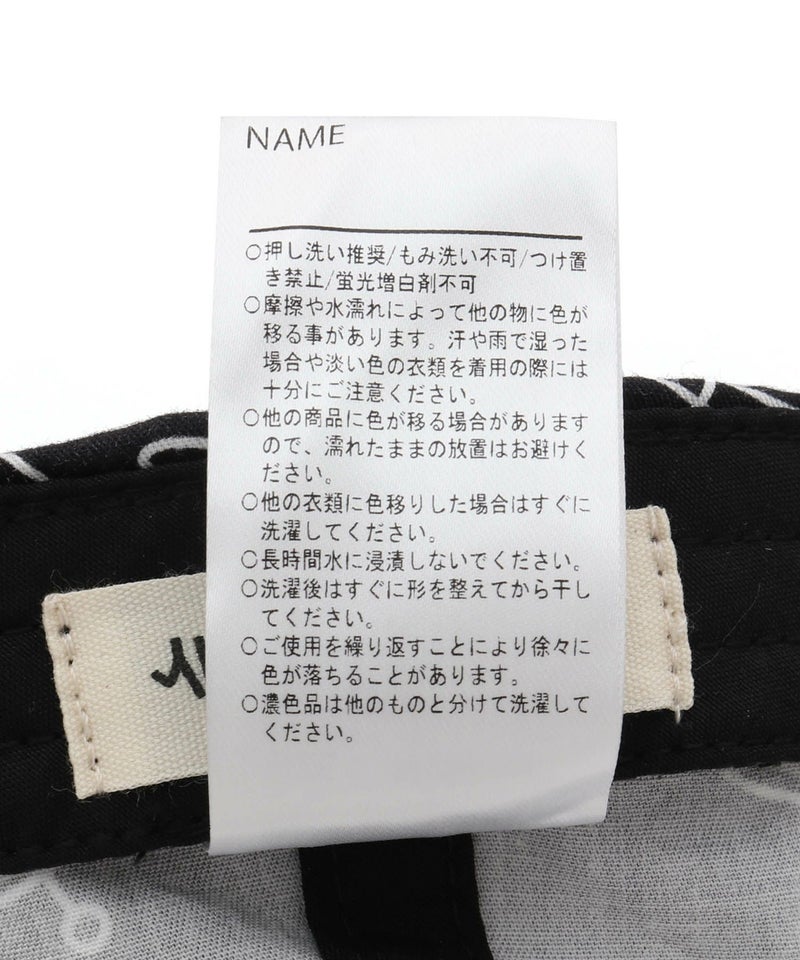 NAME
○押し洗い推奨/もみ洗い不可/つけ置
き禁止/蛍光増白剤不可
○摩擦や水濡れによって他の物に色が
移る事があります。汗や雨で湿った
場合や淡い色の衣類を着用の際には
十分にご注意ください。
○他の商品に色が移る場合があります
ので、濡れたままの放置はお避けく
ださい。
○他の衣類に色移りした場合はすぐに
洗濯してください。
○長時間水に浸漬しないでください。
○洗濯後はすぐに形を整えてから干し
てください。
○ご使用を繰り返すことにより徐々に
色が落ちることがあります。
○濃色品は他のものと分けて洗濯して
ください。